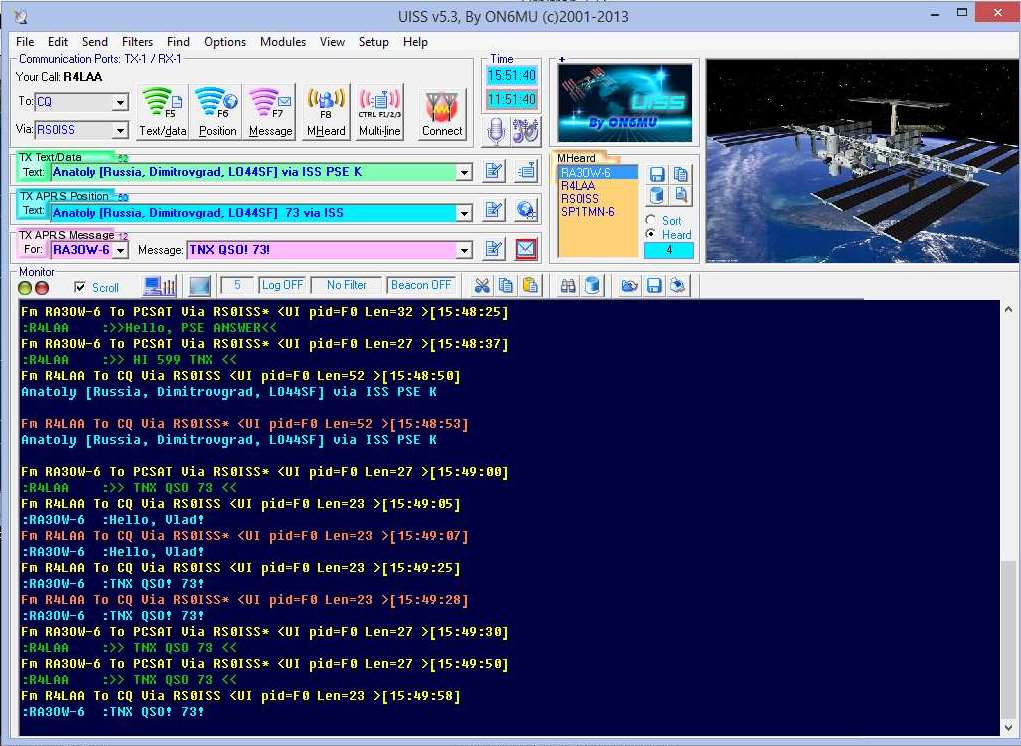 UISS v5.3, By ON6MU (c)2001-2013
File Edit Send Filters Find Options Modules View Setup Help
Communication Ports: TX-1 / RX-1
Your Call: R4LAA
To: CQ
Via: RS0ISS
F5
Text/data
F6
Position
F7
Message
F8
MHeard
CTRL F1/2/3
Multi-line
Connect
Time
15:51:40
11:51:40
+
UISS
By ON6MU
TX Text/Data 52
Text: Anatoly [Russia, Dimitrovgrad, LO44SF] via ISS PSE K
TX APRS Position 50
Text: Anatoly [Russia, Dimitrovgrad, LO44SF] 73 via ISS
TX APRS Message 12
For: RA3OW-6 Message: TNX QSO! 73!
MHeard
RA3OW-6
R4LAA
RS0ISS
SP1TMN-6
Sort
Heard
4
Monitor
Scroll 5 Log OFF No Filter Beacon OFF
Fm RA3OW-6 To PCSAT Via RS0ISS* <UI pid=F0 Len=32 >[15:48:25]
:R4LAA    :>>Hello, PSE ANSWER<<
Fm RA3OW-6 To PCSAT Via RS0ISS* <UI pid=F0 Len=27 >[15:48:37]
:R4LAA    :>> HI 599 TNX <<
Fm R4LAA To CQ Via RS0ISS <UI pid=F0 Len=52 >[15:48:50]
Anatoly [Russia, Dimitrovgrad, LO44SF] via ISS PSE K
Fm R4LAA To CQ Via RS0ISS* <UI pid=F0 Len=52 >[15:48:53]
Anatoly [Russia, Dimitrovgrad, LO44SF] via ISS PSE K
Fm RA3OW-6 To PCSAT Via RS0ISS* <UI pid=F0 Len=27 >[15:49:00]
:R4LAA    :>> TNX QSO 73 <<
Fm R4LAA To CQ Via RS0ISS <UI pid=F0 Len=23 >[15:49:05]
:RA3OW-6  :Hello, Vlad!
Fm R4LAA To CQ Via RS0ISS* <UI pid=F0 Len=23 >[15:49:07]
:RA3OW-6  :Hello, Vlad!
Fm R4LAA To CQ Via RS0ISS <UI pid=F0 Len=23 >[15:49:25]
:RA3OW-6  :TNX QSO! 73!
Fm R4LAA To CQ Via RS0ISS* <UI pid=F0 Len=23 >[15:49:28]
:RA3OW-6  :TNX QSO! 73!
Fm RA3OW-6 To PCSAT Via RS0ISS* <UI pid=F0 Len=27 >[15:49:30]
:R4LAA    :>> TNX QSO 73 <<
Fm RA3OW-6 To PCSAT Via RS0ISS* <UI pid=F0 Len=27 >[15:49:50]
:R4LAA    :>> TNX QSO 73 <<
Fm R4LAA To CQ Via RS0ISS <UI pid=F0 Len=23 >[15:49:58]
:RA3OW-6  :TNX QSO! 73!